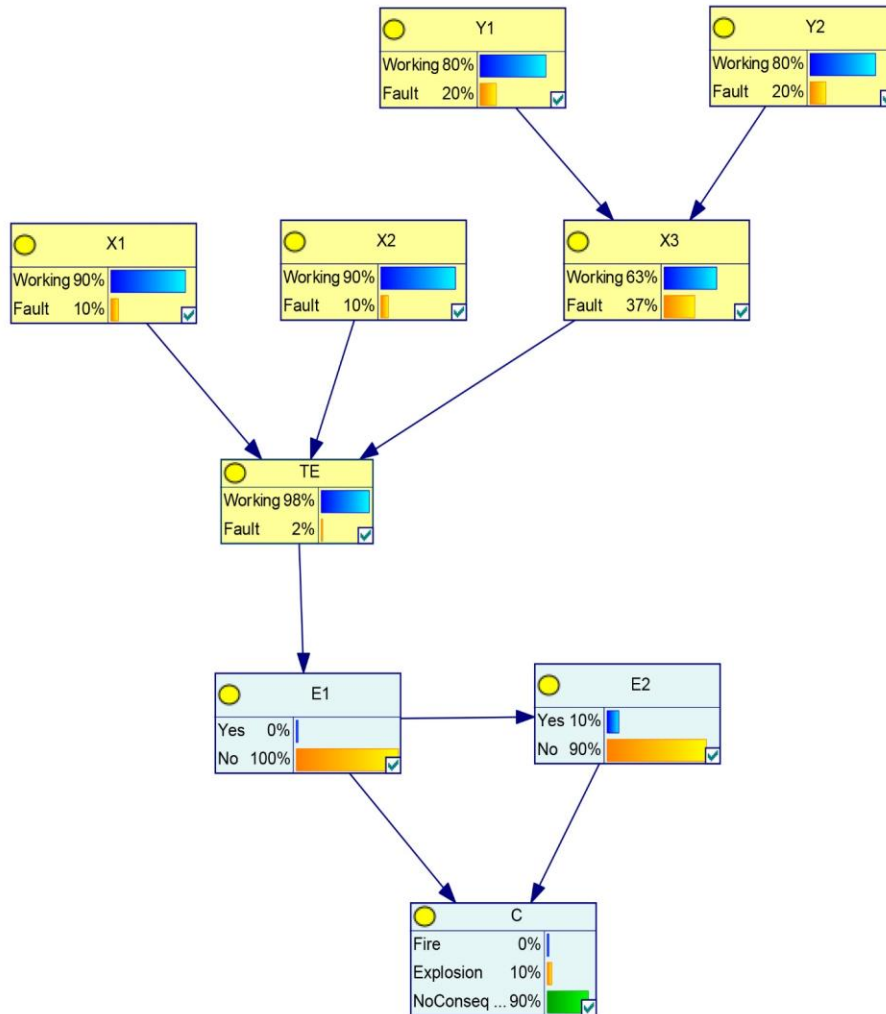 Y1
Working 80%
Fault 20%
Y2
Working 80%
Fault 20%
X1
Working 90%
Fault 10%
X2
Working 90%
Fault 10%
X3
Working 63%
Fault 37%
TE
Working 98%
Fault 2%
E1
Yes 0%
No 100%
E2
Yes 10%
No 90%
C
Fire 0%
Explosion 10%
NoConseq ... 90%